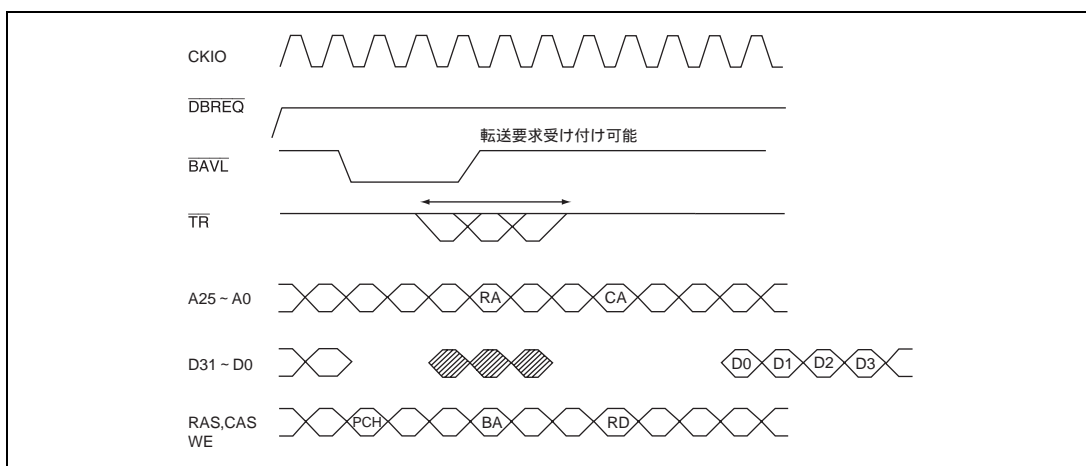 CKIO
DBREQ
転送要求受け付け可能
BAVL
TR
A25 ~ A0
RA
CA
D31 ~ D0
D0
D1
D2
D3
RAS,CAS
WE
PCH
BA
RD